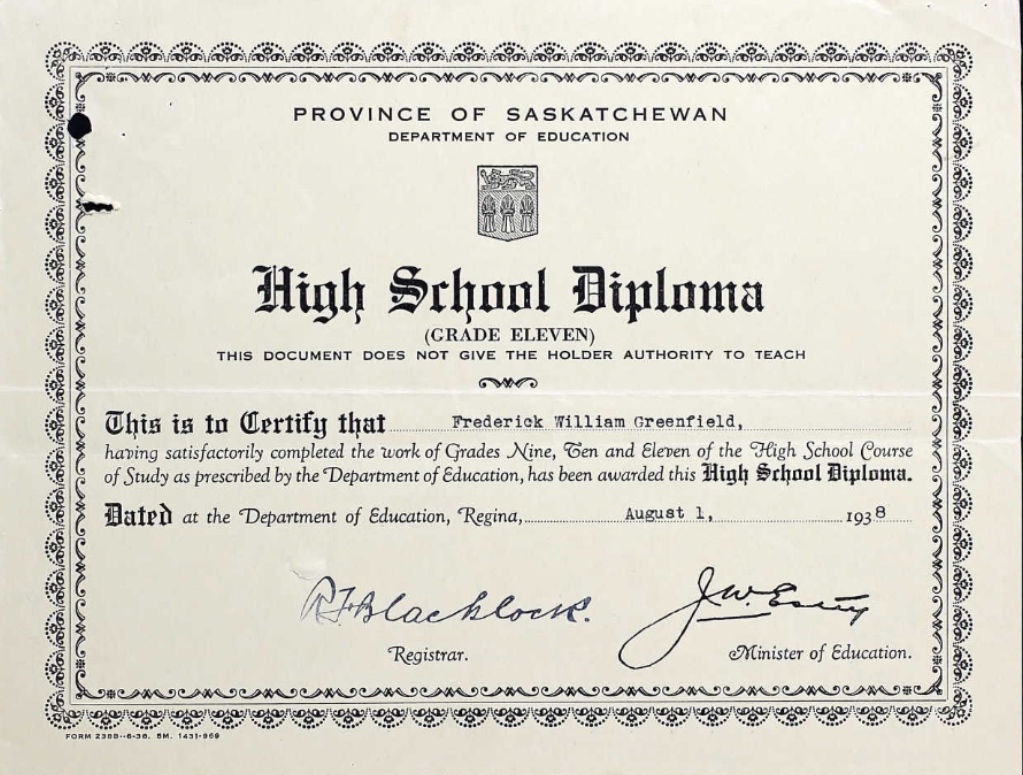 PROVINCE OF SASKATCHEWAN
DEPARTMENT OF EDUCATION
High School Diploma
(GRADE ELEVEN)
THIS DOCUMENT DOES NOT GIVE THE HOLDER AUTHORITY TO TEACH
This is to Certify that Frederick William Greenfield,
having satisfactorily completed the work of Grades Nine, Ten and Eleven of the High School Course
of Study as prescribed by the Department of Education, has been awarded this High School Diploma.
Dated at the Department of Education, Regina, August 1, 1938
R.F. Blacklock. J.W. Estey
Registrar. Minister of Education.